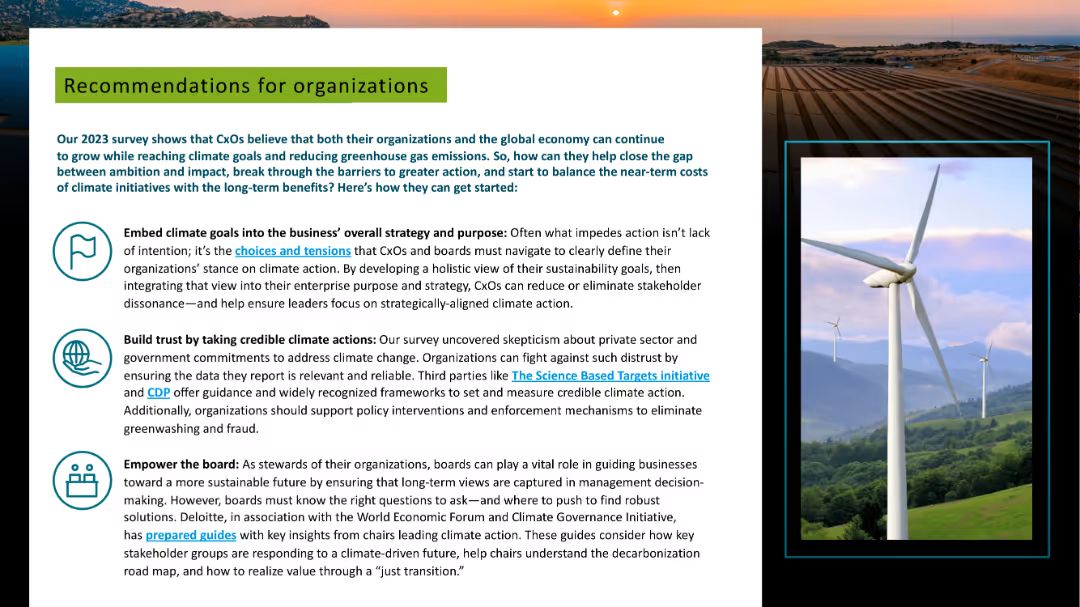 Recommendations for organizations
Our 2023 survey shows that CxOs believe that both their organizations and the global economy can continue
to grow while reaching climate goals and reducing greenhouse gas emissions. So, how can they help close the gap
between ambition and impact, break through the barriers to greater action, and start to balance the near-term costs
of climate initiatives with the long-term benefits? Here’s how they can get started:
Embed climate goals into the business’ overall strategy and purpose: Often what impedes action isn’t lack
of intention; it’s the choices and tensions that CxOs and boards must navigate to clearly define their
organizations’ stance on climate action. By developing a holistic view of their sustainability goals, then
integrating that view into their enterprise purpose and strategy, CxOs can reduce or eliminate stakeholder
dissonance—and help ensure leaders focus on strategically-aligned climate action.
Build trust by taking credible climate actions: Our survey uncovered skepticism about private sector and
government commitments to address climate change. Organizations can fight against such distrust by
ensuring the data they report is relevant and reliable. Third parties like The Science Based Targets initiative
and CDP offer guidance and widely recognized frameworks to set and measure credible climate action.
Additionally, organizations should support policy interventions and enforcement mechanisms to eliminate
greenwashing and fraud.
Empower the board: As stewards of their organizations, boards can play a vital role in guiding businesses
toward a more sustainable future by ensuring that long-term views are captured in management decision-
making. However, boards must know the right questions to ask—and where to push to find robust
solutions. Deloitte, in association with the World Economic Forum and Climate Governance Initiative,
has prepared guides with key insights from chairs leading climate action. These guides consider how key
stakeholder groups are responding to a climate-driven future, help chairs understand the decarbonization
road map, and how to realize value through a “just transition.”